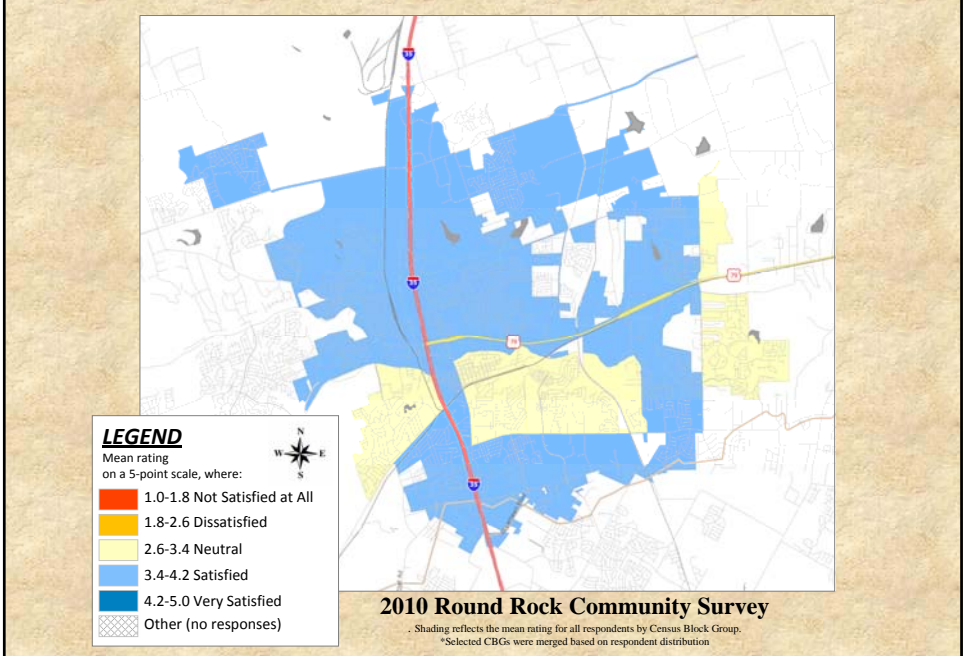 35
79
35
79
35
LEGEND
Mean rating
on a 5-point scale, where:
N
W E
S
1.0-1.8 Not Satisfied at All
1.8-2.6 Dissatisfied
2.6-3.4 Neutral
3.4-4.2 Satisfied
4.2-5.0 Very Satisfied
Other (no responses)
2010 Round Rock Community Survey
. Shading reflects the mean rating for all respondents by Census Block Group.
*Selected CBGs were merged based on respondent distribution